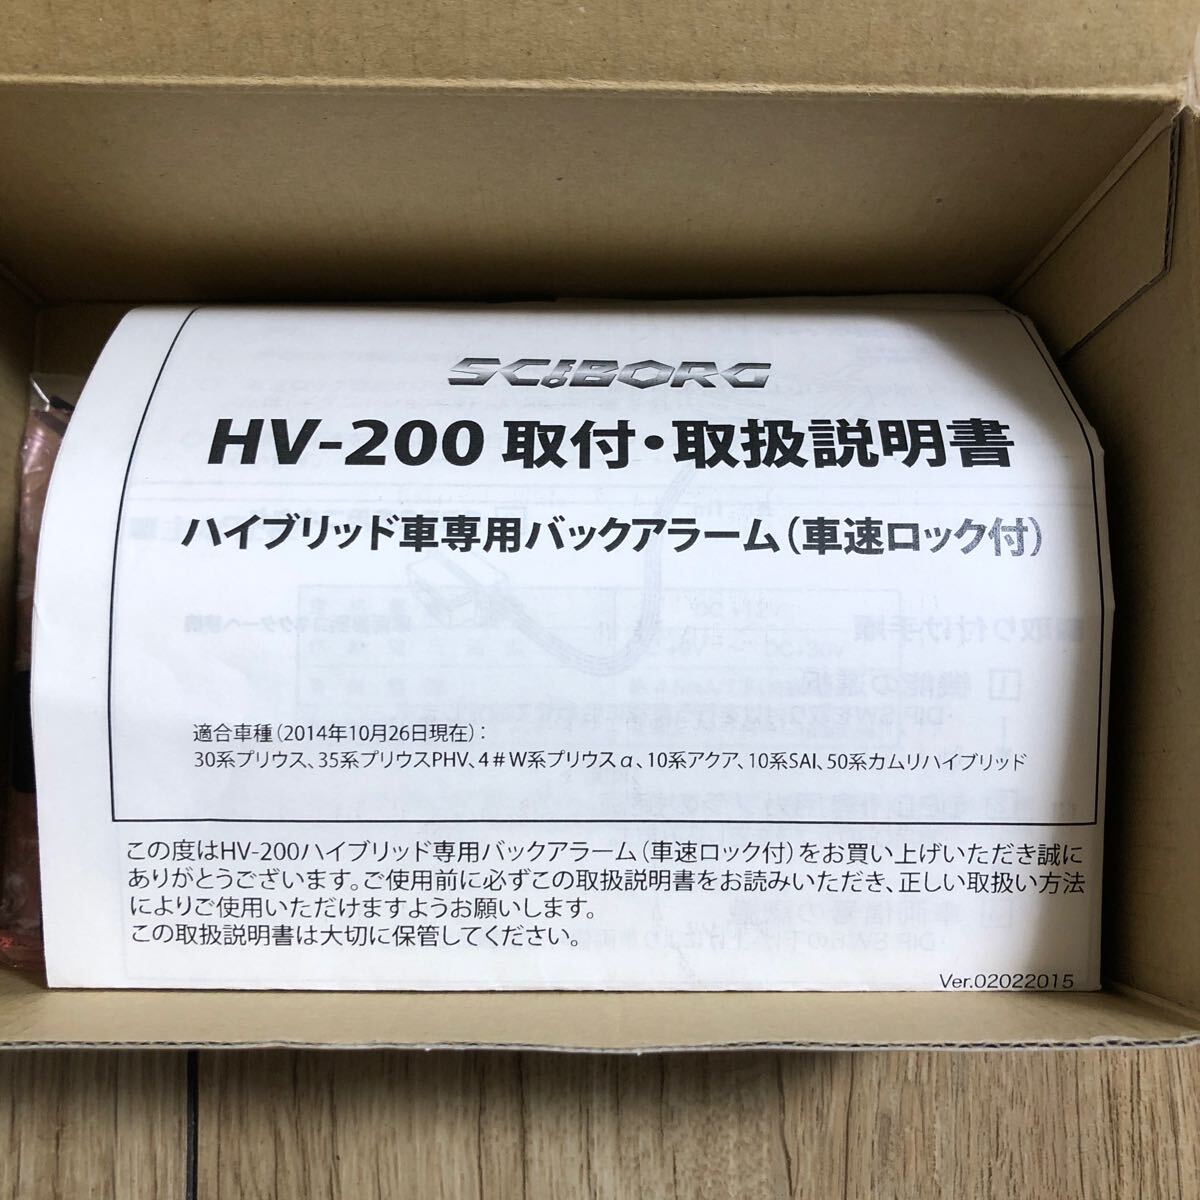 SCIBORG
HV-200 取付・取扱説明書
ハイブリッド車専用バックアラーム(車速ロック付)
適合車種(2014年10月26日現在):
30系プリウス、35系プリウスPHV、4#W系プリウスα、10系アクア、10系SAI、50系カムリハイブリッド
この度はHV-200ハイブリッド専用バックアラーム(車速ロック付)をお買い上げいただき誠に
ありがとうございます。ご使用前に必ずこの取扱説明書をお読みいただき、正しい取扱い方法
によりご使用いただけますようお願いします。
この取扱説明書は大切に保管してください。
Ver.02022015